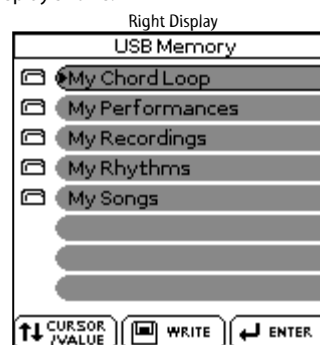 Right Display
USB Memory
My Chord Loop
My Performances
My Recordings
My Rhythms
My Songs
CURSOR
/VALUE WRITE ENTER